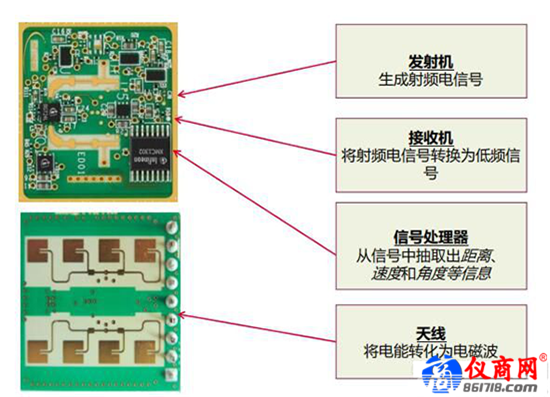 发射机
生成射频电信号
接收机
将射频电信号转换为低频信
号
信号处理器
从信号中抽取出距离、
速度和角度等信息
天线
将电能转化为电磁波
Infineon
XMC1302
ED01
仪商网
861718.com